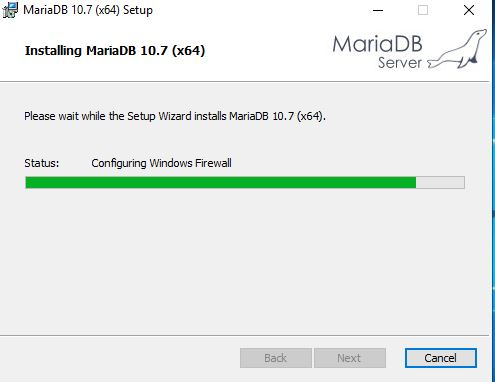 MariaDB 10.7 (x64) Setup
Installing MariaDB 10.7 (x64)
MariaDB
Server
Please wait while the Setup Wizard installs MariaDB 10.7 (x64).
Status: Configuring Windows Firewall
Back Next Cancel